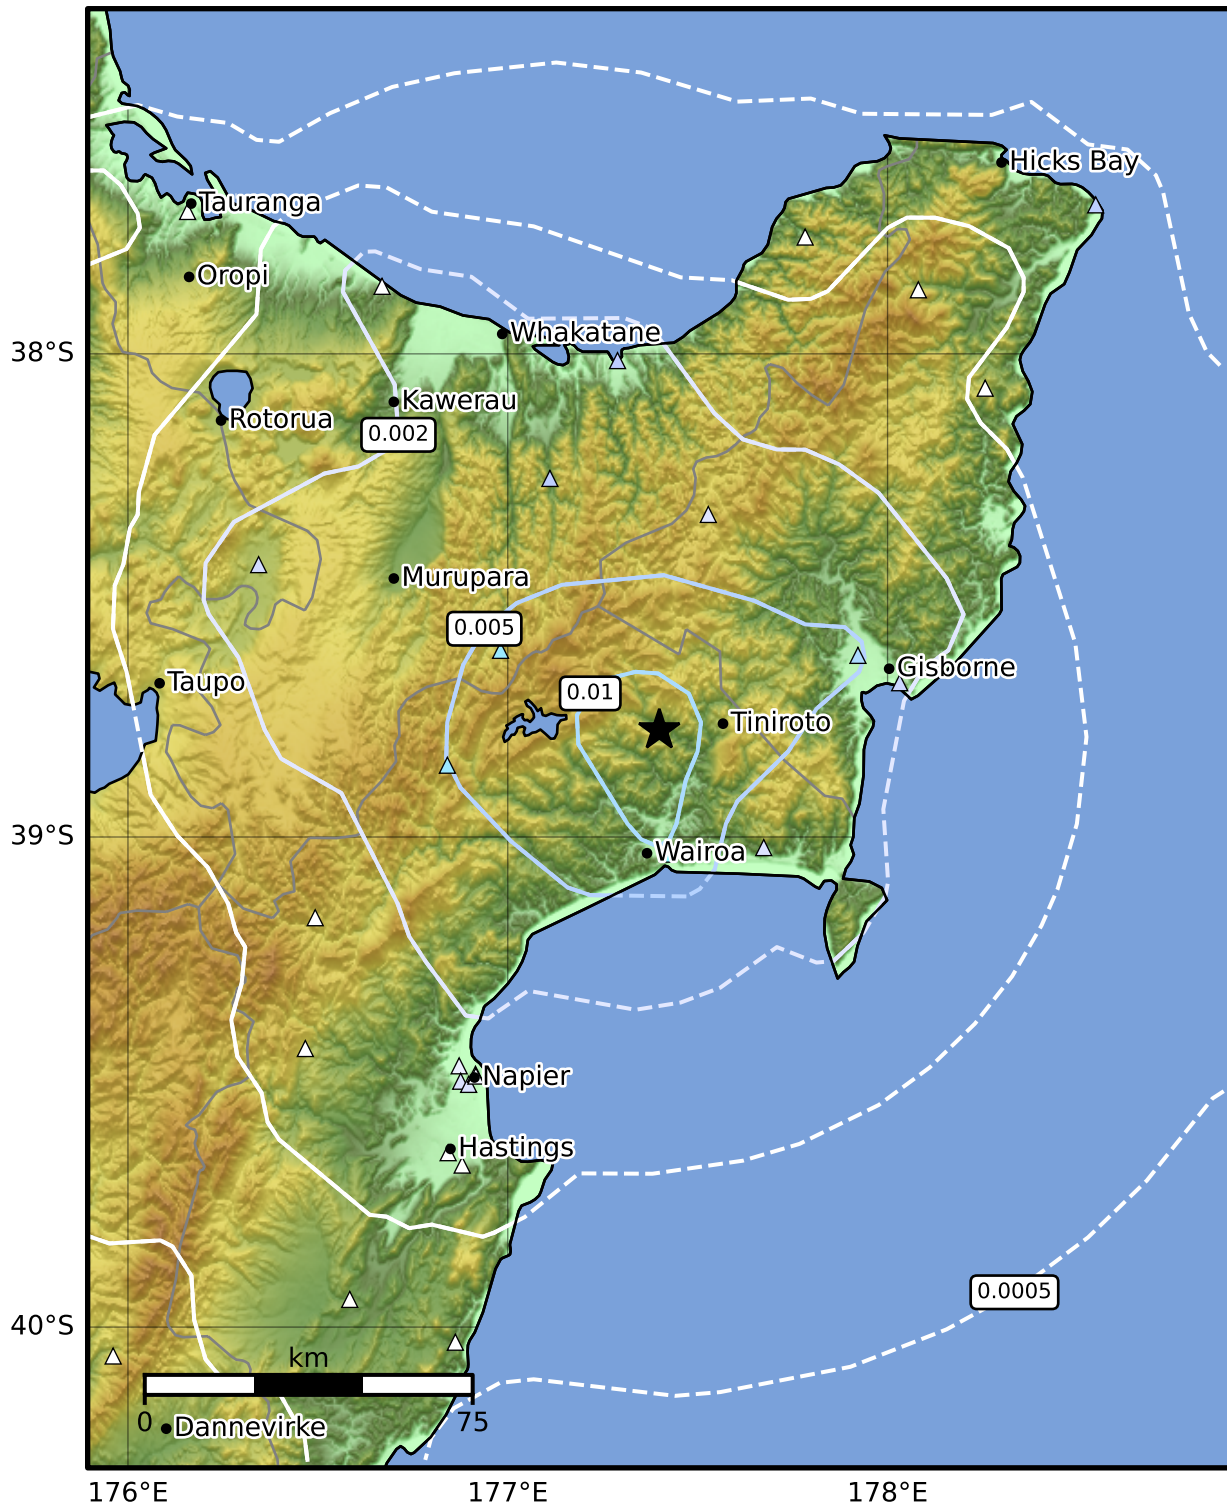 Hicks Bay
Tauranga
Oropi
Whakatane
38°S
Kawerau
Rotorua
0.002
Murupara
0.005
Gisborne
Taupo
0.01
Tiniroto
39°S
Wairoa
Napier
Hastings
0.0005
40°S
km
0
75
Dannevirke
176°E
177°E
178°E